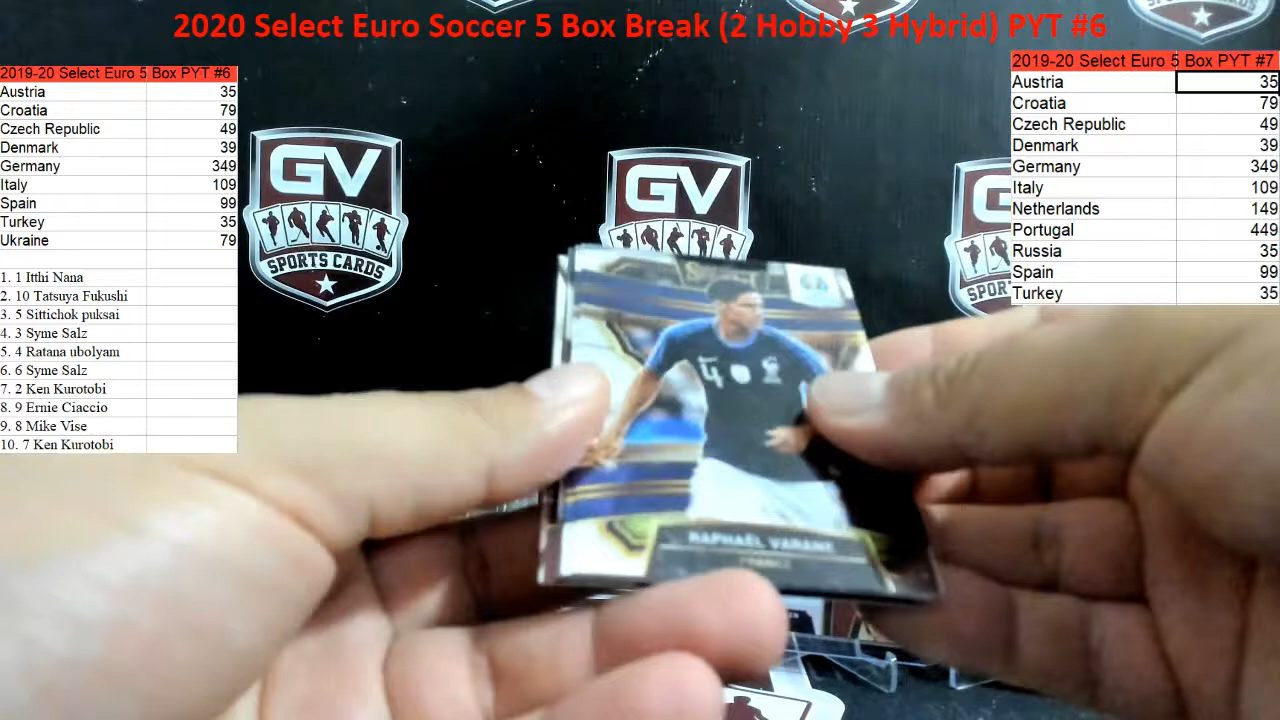 2020 Select Euro Soccer 5 Box Break (2 Hobby 3 Hybrid) PYT #6
2019-20 Select Euro 5 Box PYT #6
Austria 35
Croatia 79
Czech Republic 49
Denmark 39
Germany 349
Italy 109
Spain 99
Turkey 35
Ukraine 79
1. 1 Itthi Nana
2. 10 Tatsuya Fukushi
3. 5 Sittichok puksai
4. 3 Syme Salz
5. 4 Ratana ubolyam
6. 6 Syme Salz
7. 2 Ken Kurotobi
8. 9 Ernie Ciaccio
9. 8 Mike Vise
10. 7 Ken Kurotobi
2019-20 Select Euro 5 Box PYT #7
Austria 35
Croatia 79
Czech Republic 49
Denmark 39
Germany 349
Italy 109
Netherlands 149
Portugal 449
Russia 35
Spain 99
Turkey 35
GV
SPORTS CARDS
GV
G
SPOR
4
RAPHAËL VARANE
FRANCE